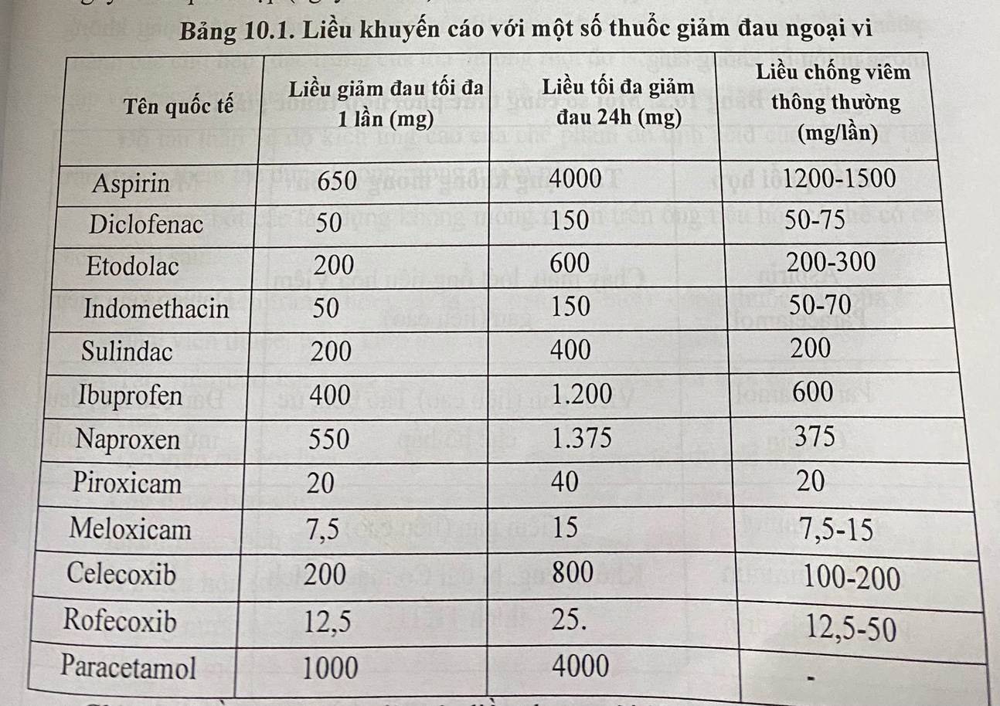 Bảng 10.1. Liều khuyến cáo với một số thuốc giảm đau ngoại vi
Tên quốc tế | Liều giảm đau tối đa 1 lần (mg) | Liều tối đa giảm đau 24h (mg) | Liều chống viêm thông thường (mg/lần)
Aspirin | 650 | 4000 | 1200-1500
Diclofenac | 50 | 150 | 50-75
Etodolac | 200 | 600 | 200-300
Indomethacin | 50 | 150 | 50-70
Sulindac | 200 | 400 | 200
Ibuprofen | 400 | 1.200 | 600
Naproxen | 550 | 1.375 | 375
Piroxicam | 20 | 40 | 20
Meloxicam | 7,5 | 15 | 7,5-15
Celecoxib | 200 | 800 | 100-200
Rofecoxib | 12,5 | 25. | 12,5-50
Paracetamol | 1000 | 4000 | -